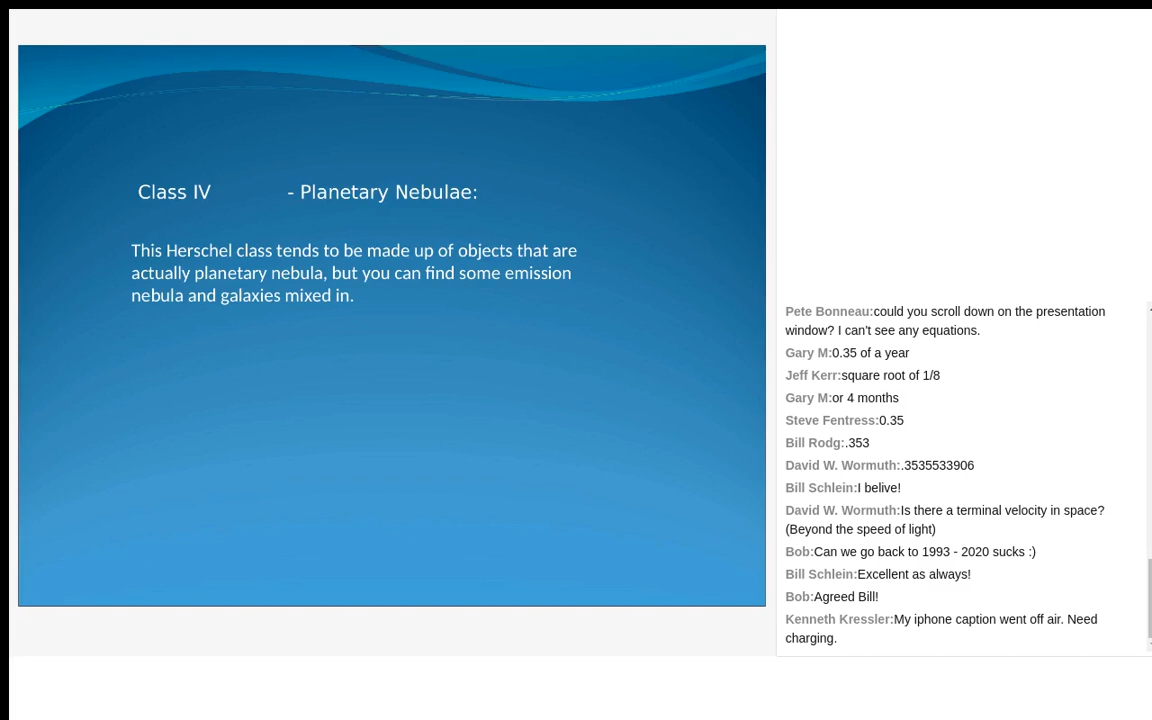 Class IV - Planetary Nebulae:
This Herschel class tends to be made up of objects that are
actually planetary nebula, but you can find some emission
nebula and galaxies mixed in.
Pete Bonneau:could you scroll down on the presentation
window? I can't see any equations.
Gary M:0.35 of a year
Jeff Kerr:square root of 1/8
Gary M:or 4 months
Steve Fentress:0.35
Bill Rodg:.353
David W. Wormuth:.3535533906
Bill Schlein:I belive!
David W. Wormuth:Is there a terminal velocity in space?
(Beyond the speed of light)
Bob:Can we go back to 1993 - 2020 sucks :)
Bill Schlein:Excellent as always!
Bob:Agreed Bill!
Kenneth Kressler:My iphone caption went off air. Need
charging.